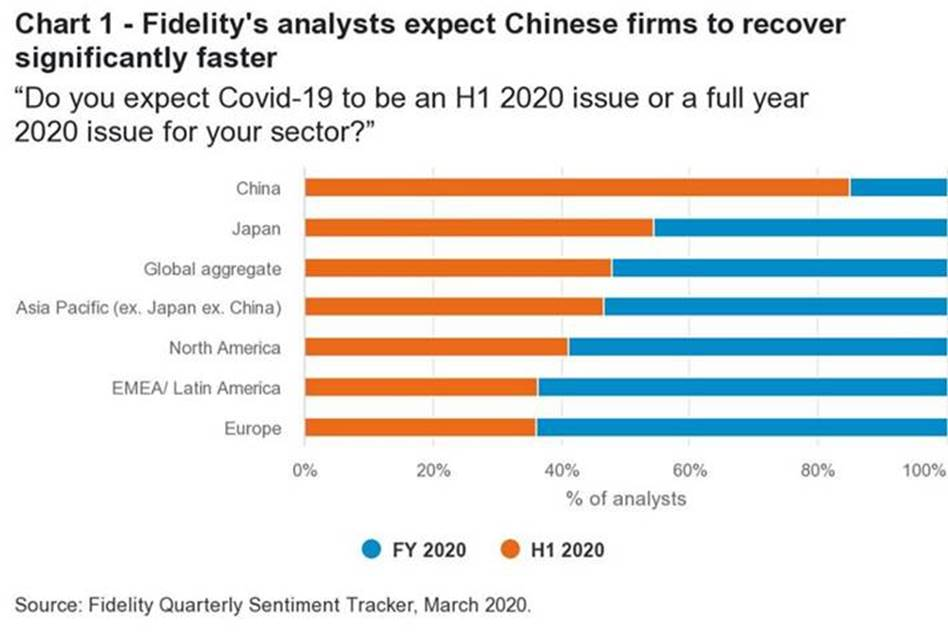 Chart 1 - Fidelity's analysts expect Chinese firms to recover
significantly faster
“Do you expect Covid-19 to be an H1 2020 issue or a full year
2020 issue for your sector?”
China
Japan
Global aggregate
Asia Pacific (ex. Japan ex. China)
North America
EMEA/ Latin America
Europe
0% 20% 40% 60% 80% 100%
% of analysts
FY 2020 H1 2020
Source: Fidelity Quarterly Sentiment Tracker, March 2020.